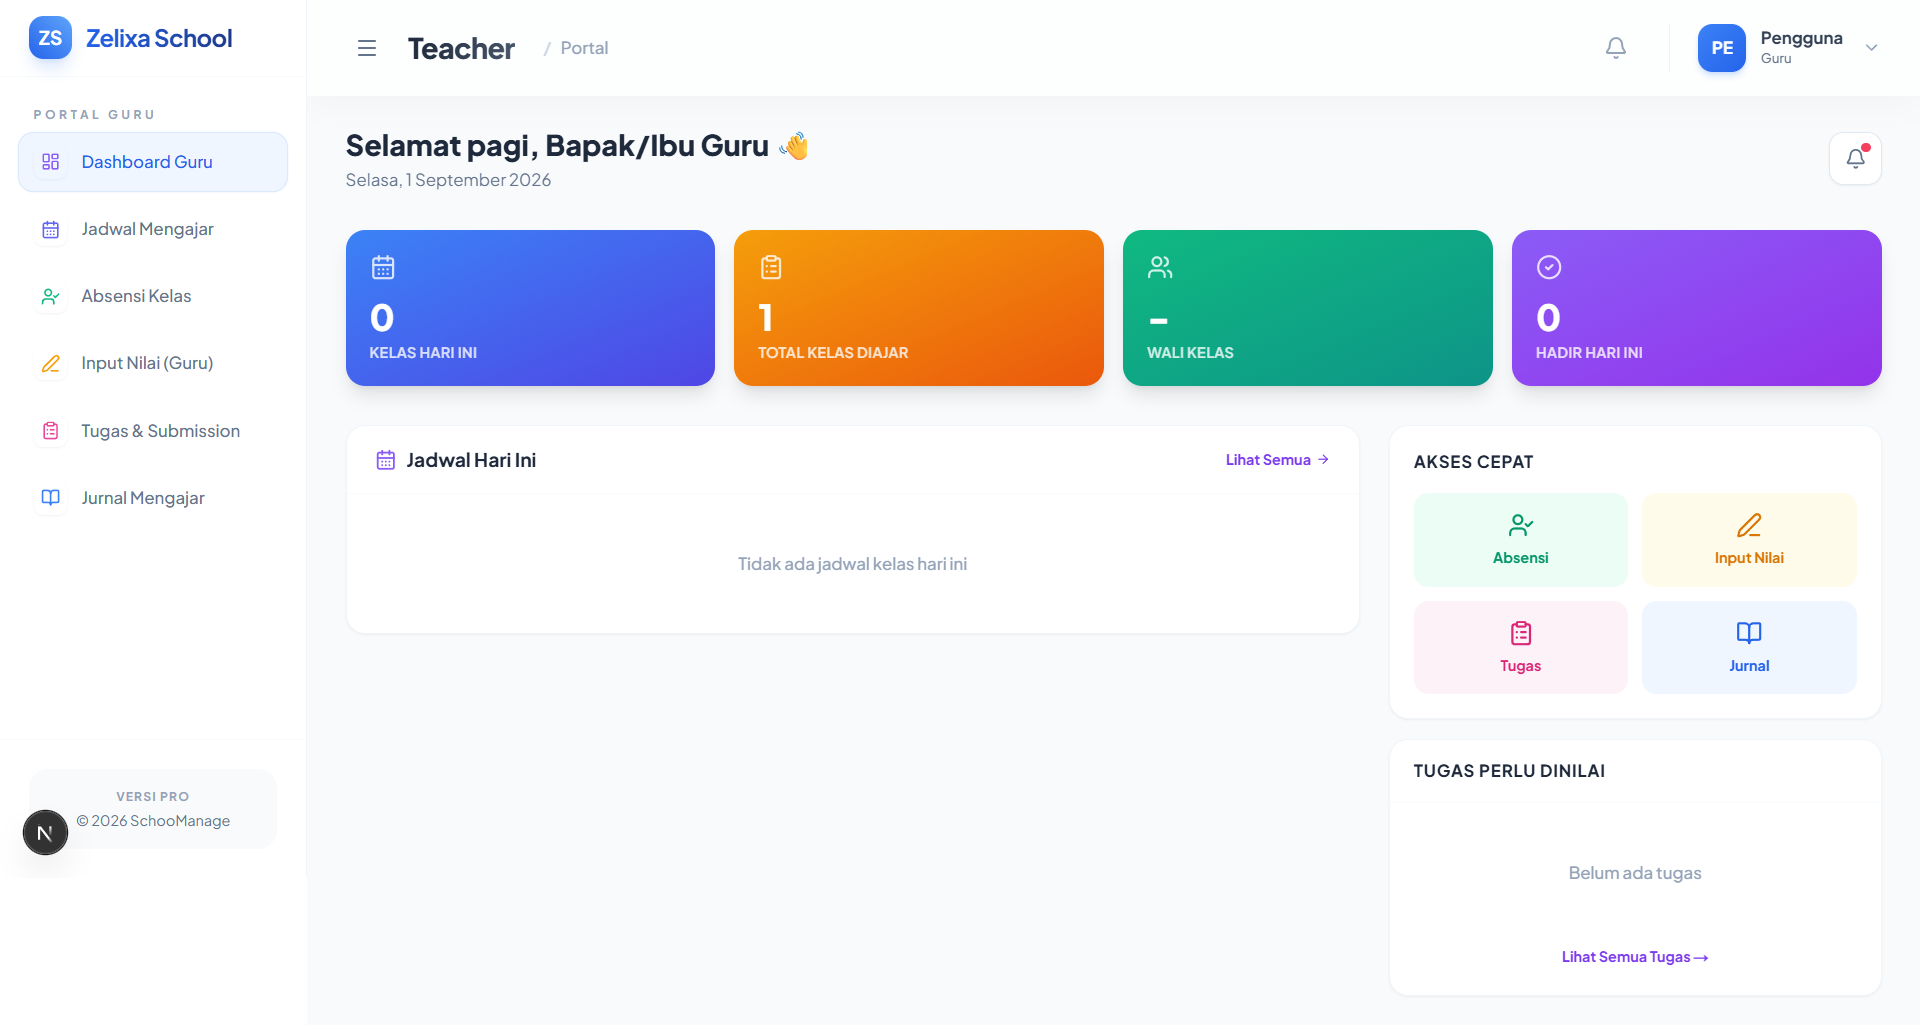 ZS
Zelixa School
PORTAL GURU
Dashboard Guru
Jadwal Mengajar
Absensi Kelas
Input Nilai (Guru)
Tugas & Submission
Jurnal Mengajar
VERSI PRO
© 2026 SchooManage
N
Teacher / Portal
PE
Pengguna
Guru
Selamat pagi, Bapak/Ibu Guru 👋
Selasa, 1 September 2026
0
KELAS HARI INI
1
TOTAL KELAS DIAJAR
–
WALI KELAS
0
HADIR HARI INI
Jadwal Hari Ini
Lihat Semua →
Tidak ada jadwal kelas hari ini
AKSES CEPAT
Absensi
Input Nilai
Tugas
Jurnal
TUGAS PERLU DINILAI
Belum ada tugas
Lihat Semua Tugas →